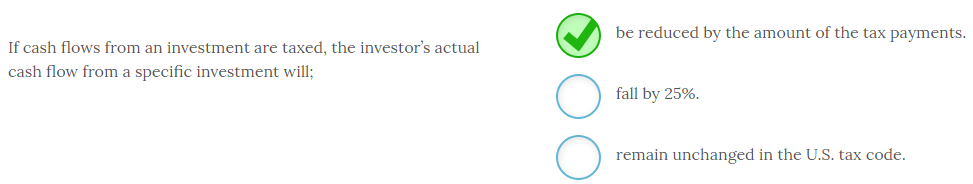 If cash flows from an investment are taxed, the investor’s actual
cash flow from a specific investment will;
be reduced by the amount of the tax payments.
fall by 25%.
remain unchanged in the U.S. tax code.